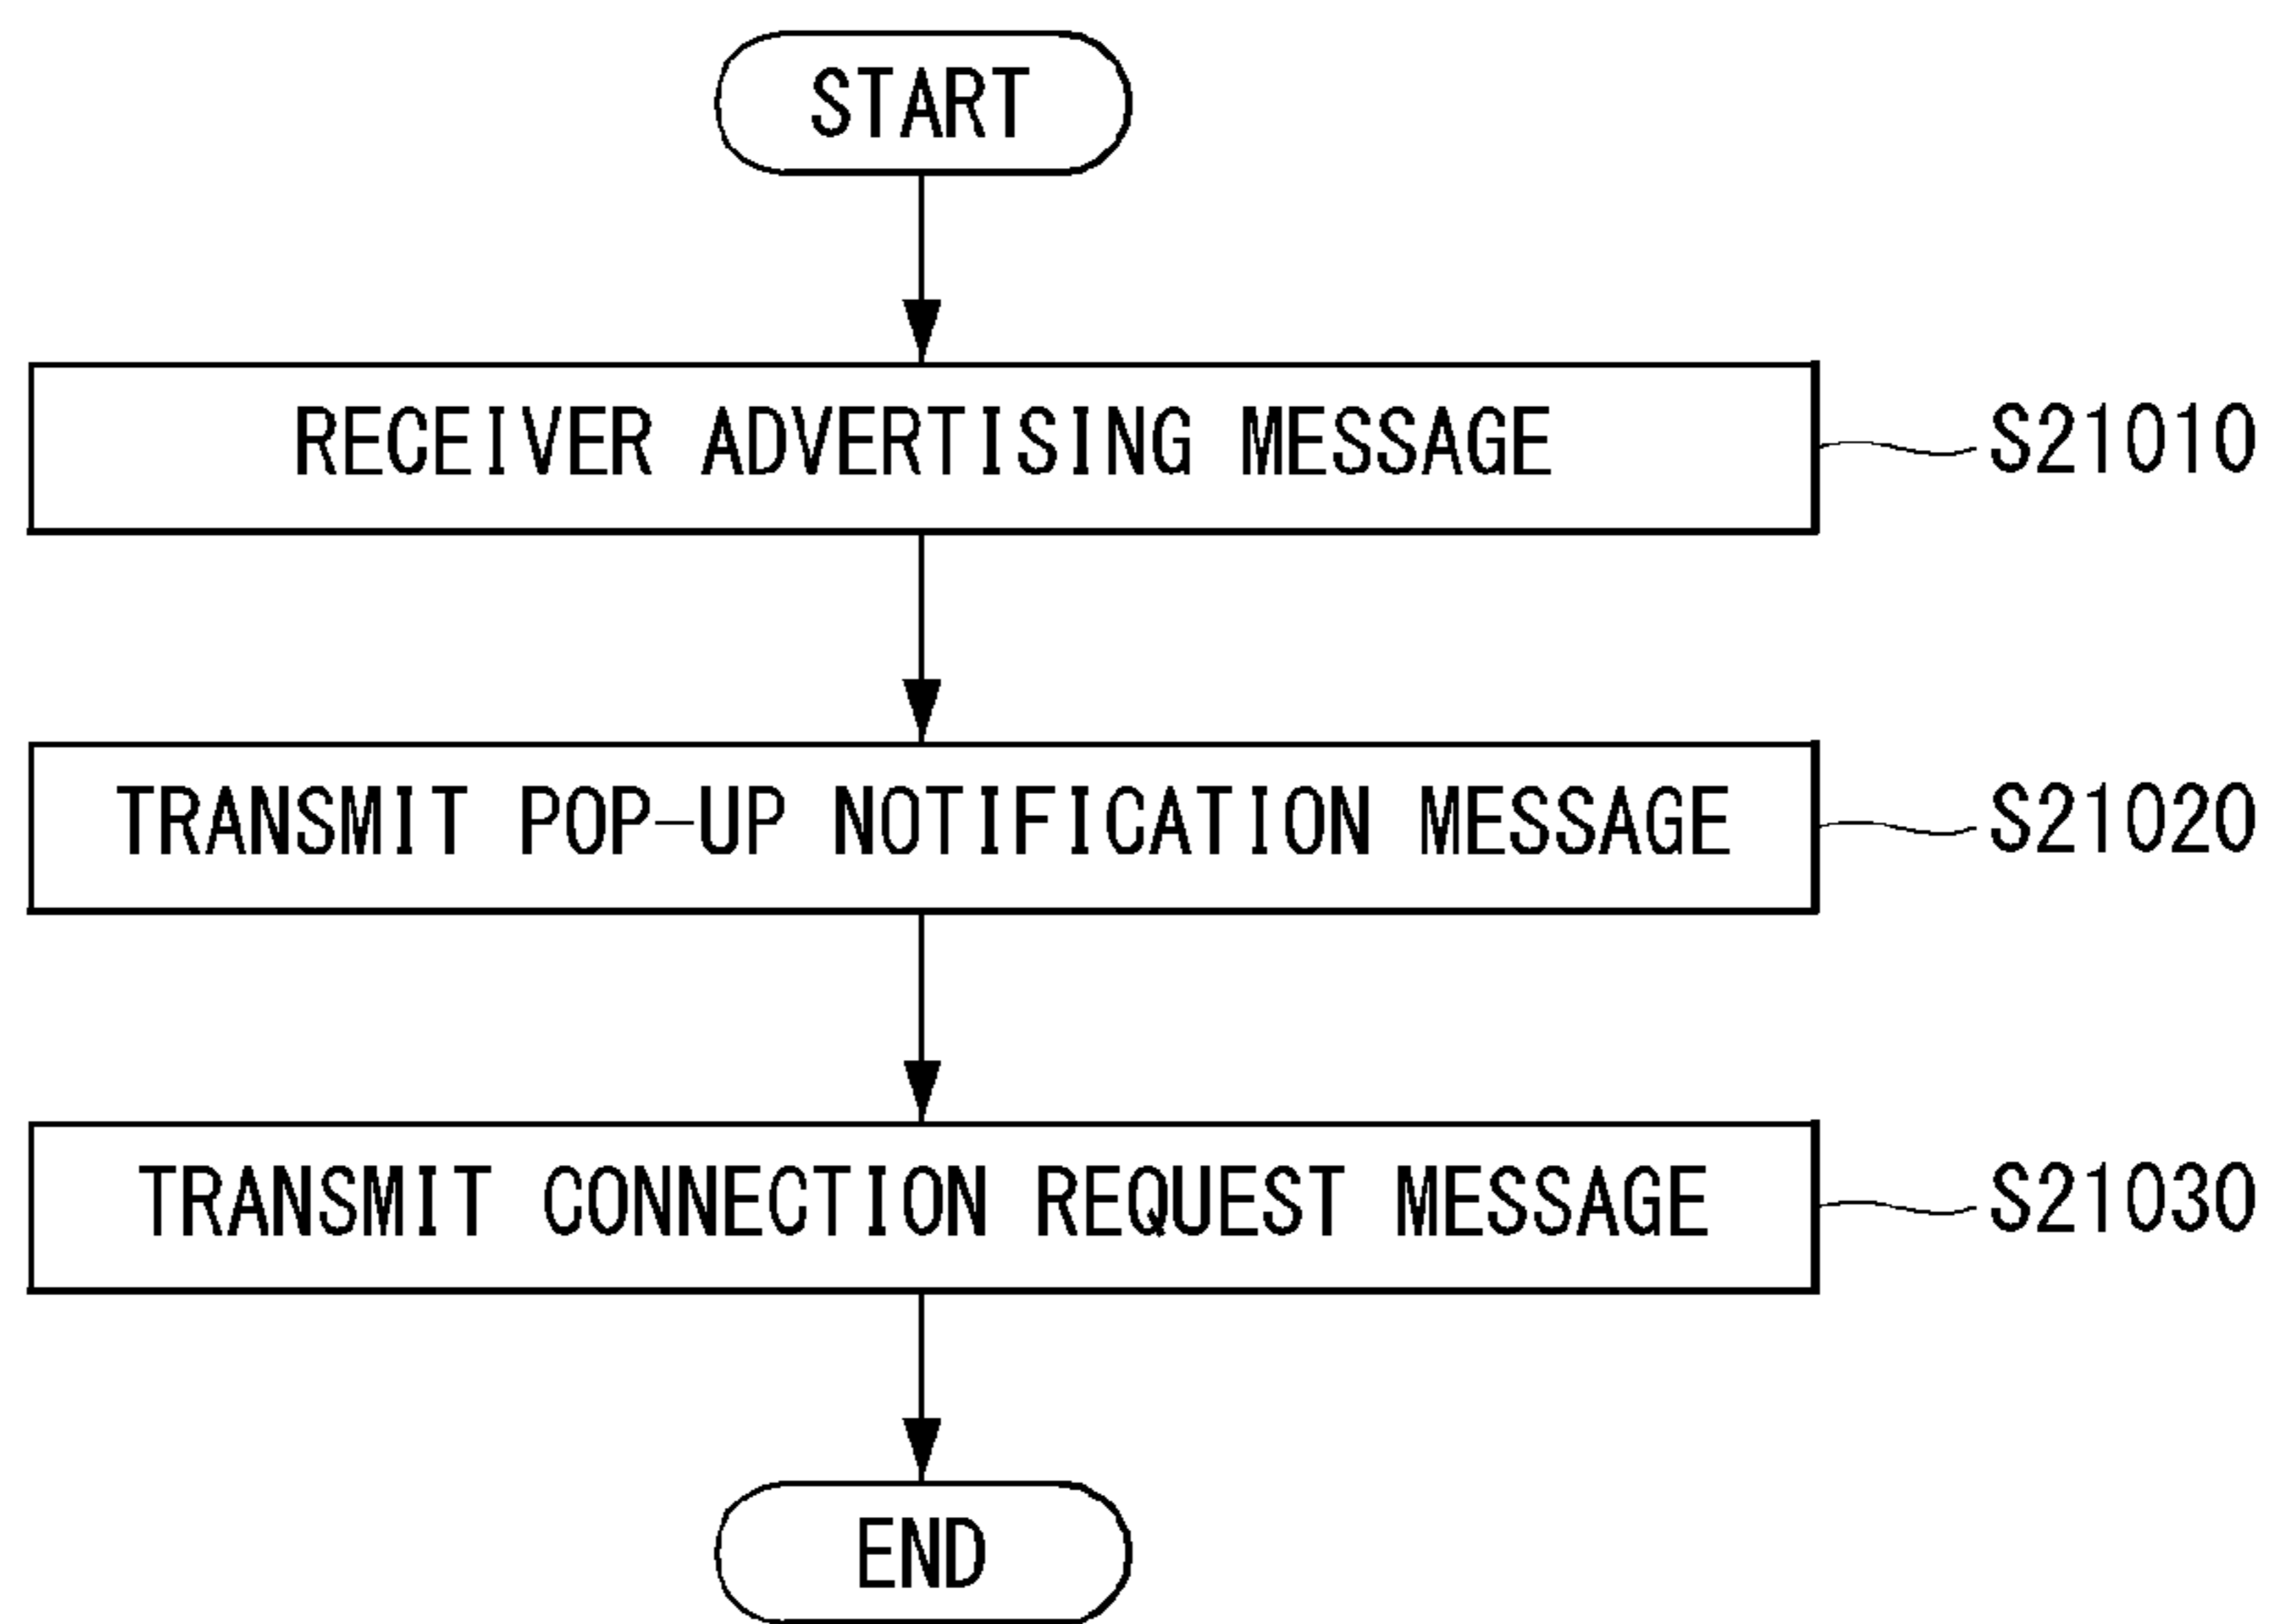 START
RECEIVER ADVERTISING MESSAGE
S21010
TRANSMIT POP-UP NOTIFICATION MESSAGE
S21020
TRANSMIT CONNECTION REQUEST MESSAGE
S21030
END